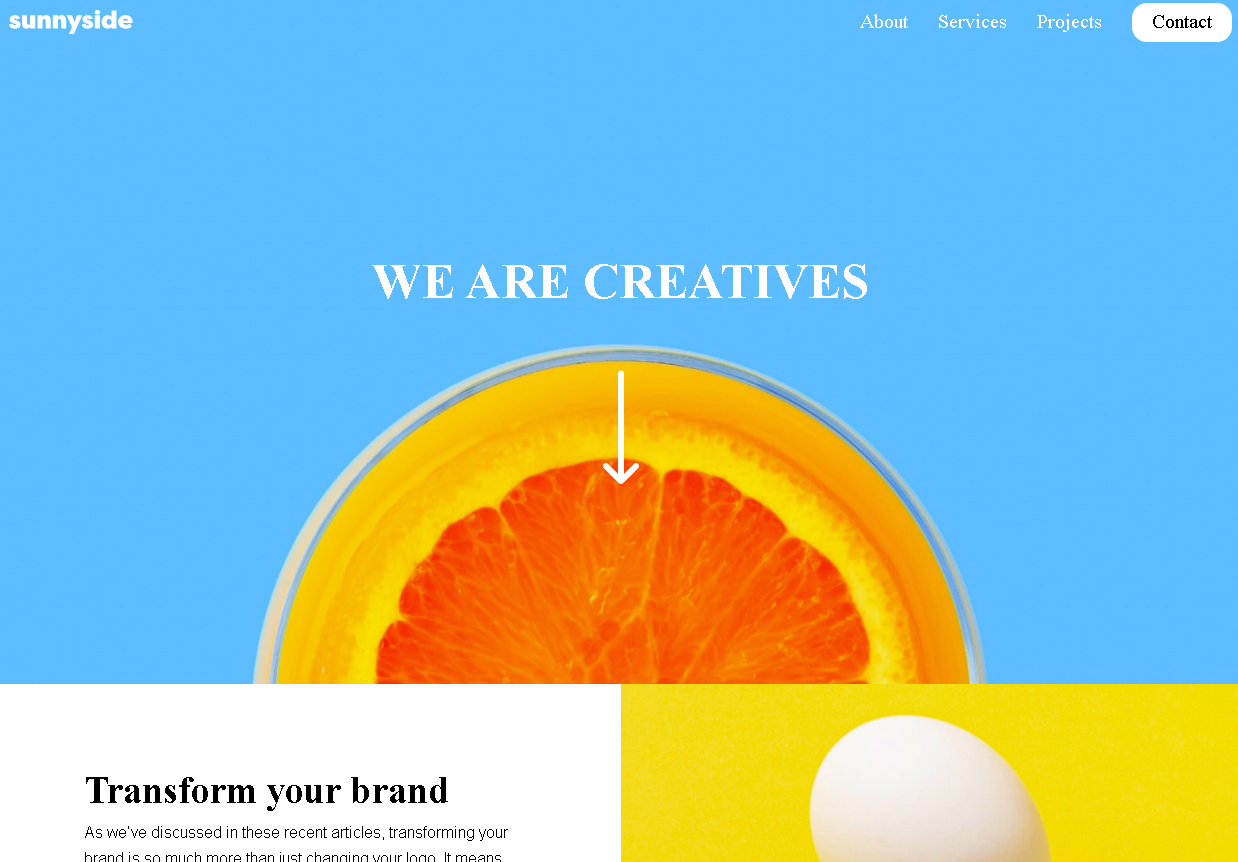 sunnyside
About Services Projects Contact
WE ARE CREATIVES
Transform your brand
As we've discussed in these recent articles, transforming your
brand is so much more than just changing your logo. It means